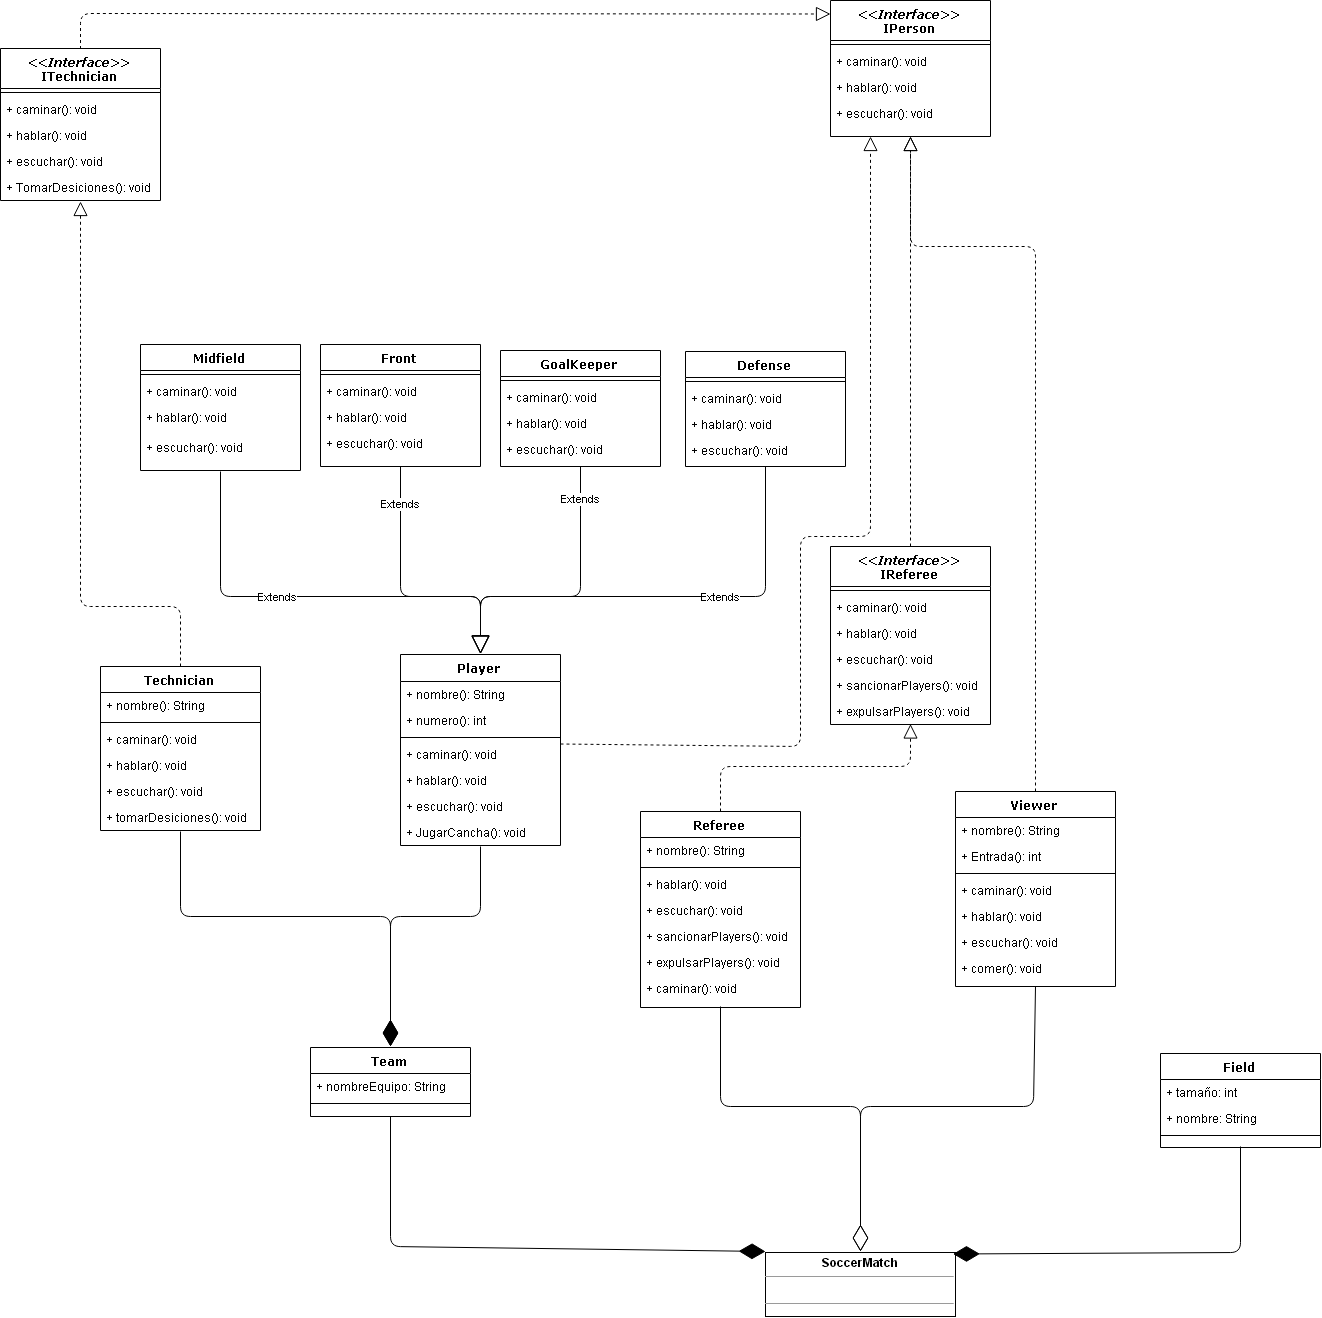 <<Interface>>
IPerson
+ caminar(): void
+ hablar(): void
+ escuchar(): void
<<Interface>>
ITechnician
+ caminar(): void
+ hablar(): void
+ escuchar(): void
+ TomarDesiciones(): void
Midfield
+ caminar(): void
+ hablar(): void
+ escuchar(): void
Front
+ caminar(): void
+ hablar(): void
+ escuchar(): void
GoalKeeper
+ caminar(): void
+ hablar(): void
+ escuchar(): void
Defense
+ caminar(): void
+ hablar(): void
+ escuchar(): void
Extends
Extends
Extends
Extends
<<Interface>>
IReferee
+ caminar(): void
+ hablar(): void
+ escuchar(): void
+ sancionarPlayers(): void
+ expulsarPlayers(): void
Technician
+ nombre(): String
+ caminar(): void
+ hablar(): void
+ escuchar(): void
+ tomarDesiciones(): void
Player
+ nombre(): String
+ numero(): int
+ caminar(): void
+ hablar(): void
+ escuchar(): void
+ JugarCancha(): void
Referee
+ nombre(): String
+ hablar(): void
+ escuchar(): void
+ sancionarPlayers(): void
+ expulsarPlayers(): void
+ caminar(): void
Viewer
+ nombre(): String
+ Entrada(): int
+ caminar(): void
+ hablar(): void
+ escuchar(): void
+ comer(): void
Team
+ nombreEquipo: String
Field
+ tamaño: int
+ nombre: String
SoccerMatch